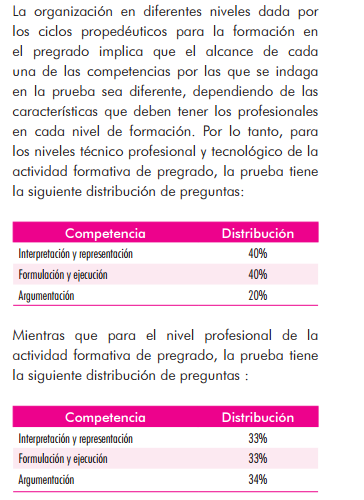 La organización en diferentes niveles dada por
los ciclos propedéuticos para la formación en
el pregrado implica que el alcance de cada
una de las competencias por las que se indaga
en la prueba sea diferente, dependiendo de las
características que deben tener los profesionales
en cada nivel de formación. Por lo tanto, para
los niveles técnico profesional y tecnológico de la
actividad formativa de pregrado, la prueba tiene
la siguiente distribución de preguntas:
Competencia Distribución
Interpretación y representación 40%
Formulación y ejecución 40%
Argumentación 20%
Mientras que para el nivel profesional de la
actividad formativa de pregrado, la prueba tiene
la siguiente distribución de preguntas :
Competencia Distribución
Interpretación y representación 33%
Formulación y ejecución 33%
Argumentación 34%